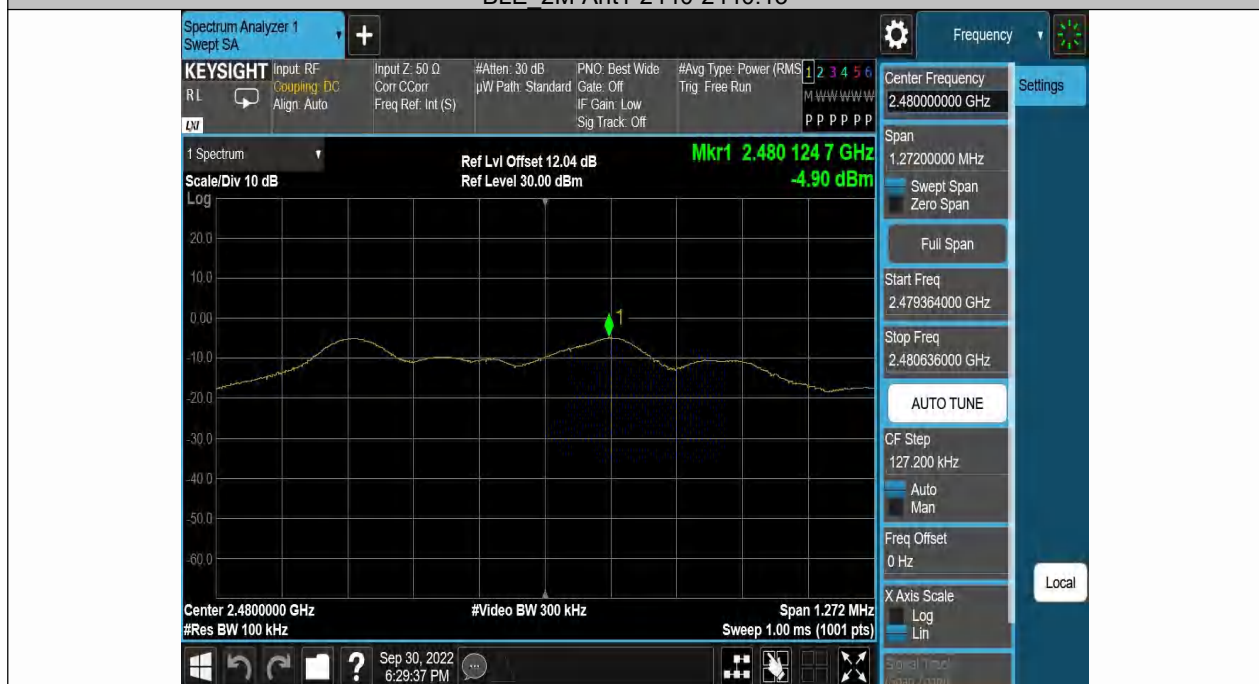 Spectrum Analyzer 1
Swept SA
+
Frequency
KEYSIGHT
RL
LXI
Input: RF
Coupling: DC
Align: Auto
Input Z: 50 Ω
Corr CCorr
Freq Ref: Int (S)
#Atten: 30 dB
µW Path: Standard
PNO: Best Wide
Gate: Off
IF Gain: Low
Sig Track: Off
#Avg Type: Power (RMS
Trig: Free Run
1 2 3 4 5 6
M W W W W W
P P P P P P
Center Frequency
2.480000000 GHz
Settings
Span
1.27200000 MHz
Swept Span
Zero Span
Full Span
Start Freq
2.479364000 GHz
Stop Freq
2.480636000 GHz
AUTO TUNE
CF Step
127.200 kHz
Auto
Man
Freq Offset
0 Hz
X Axis Scale
Log
Lin
Local
1 Spectrum
Scale/Div 10 dB
Log
Ref Lvl Offset 12.04 dB
Ref Level 30.00 dBm
Mkr1 2.480 124 7 GHz
-4.90 dBm
20.0
10.0
0.00
-10.0
-20.0
-30.0
-40.0
-50.0
-60.0
1
Center 2.4800000 GHz
#Res BW 100 kHz
#Video BW 300 kHz
Span 1.272 MHz
Sweep 1.00 ms (1001 pts)
?
Sep 30, 2022
6:29:37 PM